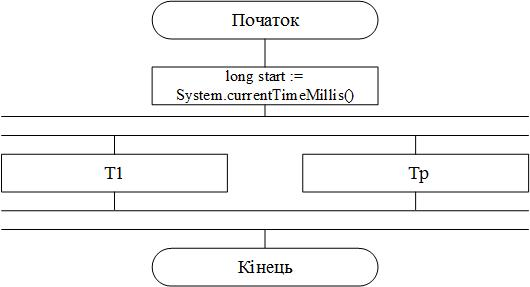 Початок
long start :=
System.currentTimeMillis()
T1
Tp
Кінець